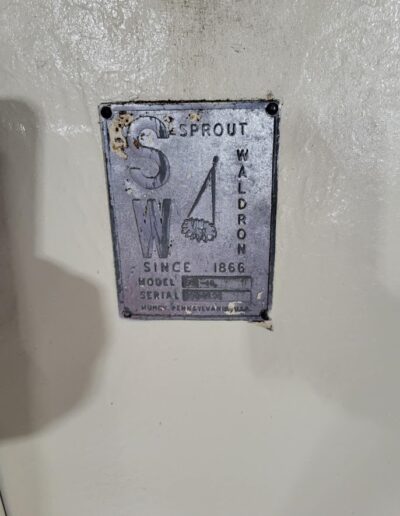 S SPROUT
W WALDRON
SINCE 1866
MODEL
SERIAL
MUNCY, PENNSYLVANIA, U.S.A.